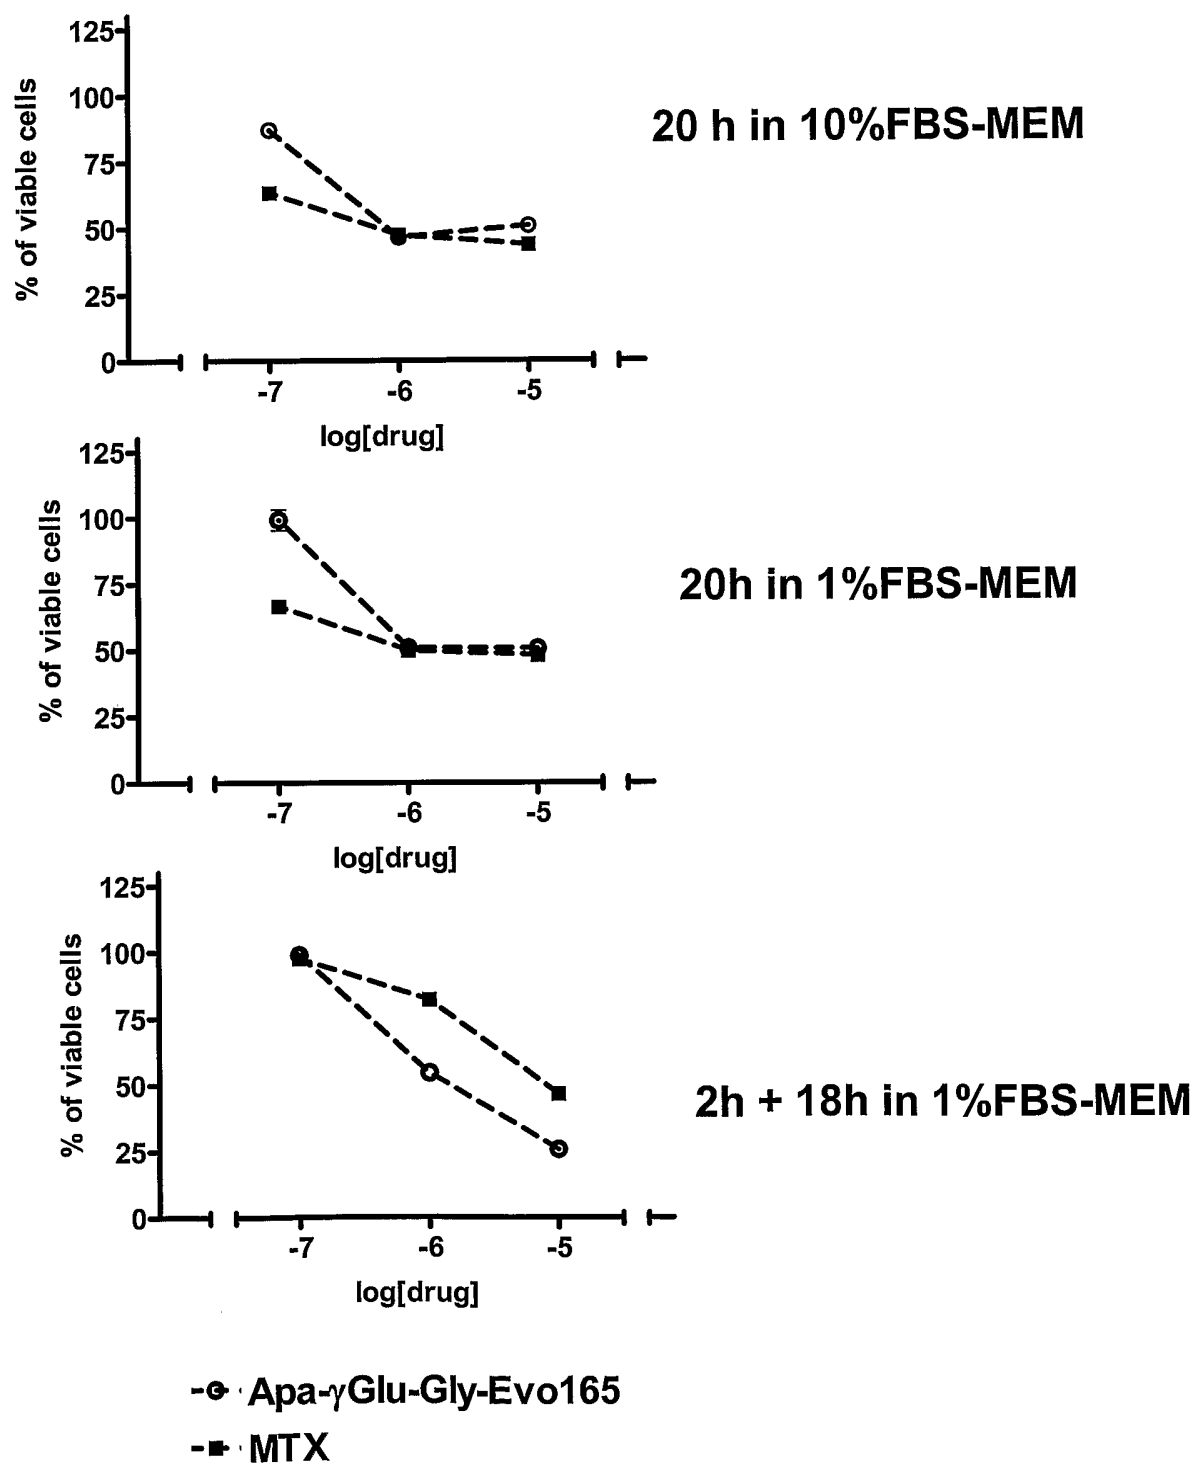 125
100
75
50
25
0
% of viable cells
-7 -6 -5
log[drug]
20 h in 10%FBS-MEM
125
100
75
50
25
0
% of viable cells
-7 -6 -5
log[drug]
20h in 1%FBS-MEM
125
100
75
50
25
0
% of viable cells
-7 -6 -5
log[drug]
2h + 18h in 1%FBS-MEM
Apa-γGlu-Gly-Evo165
MTX